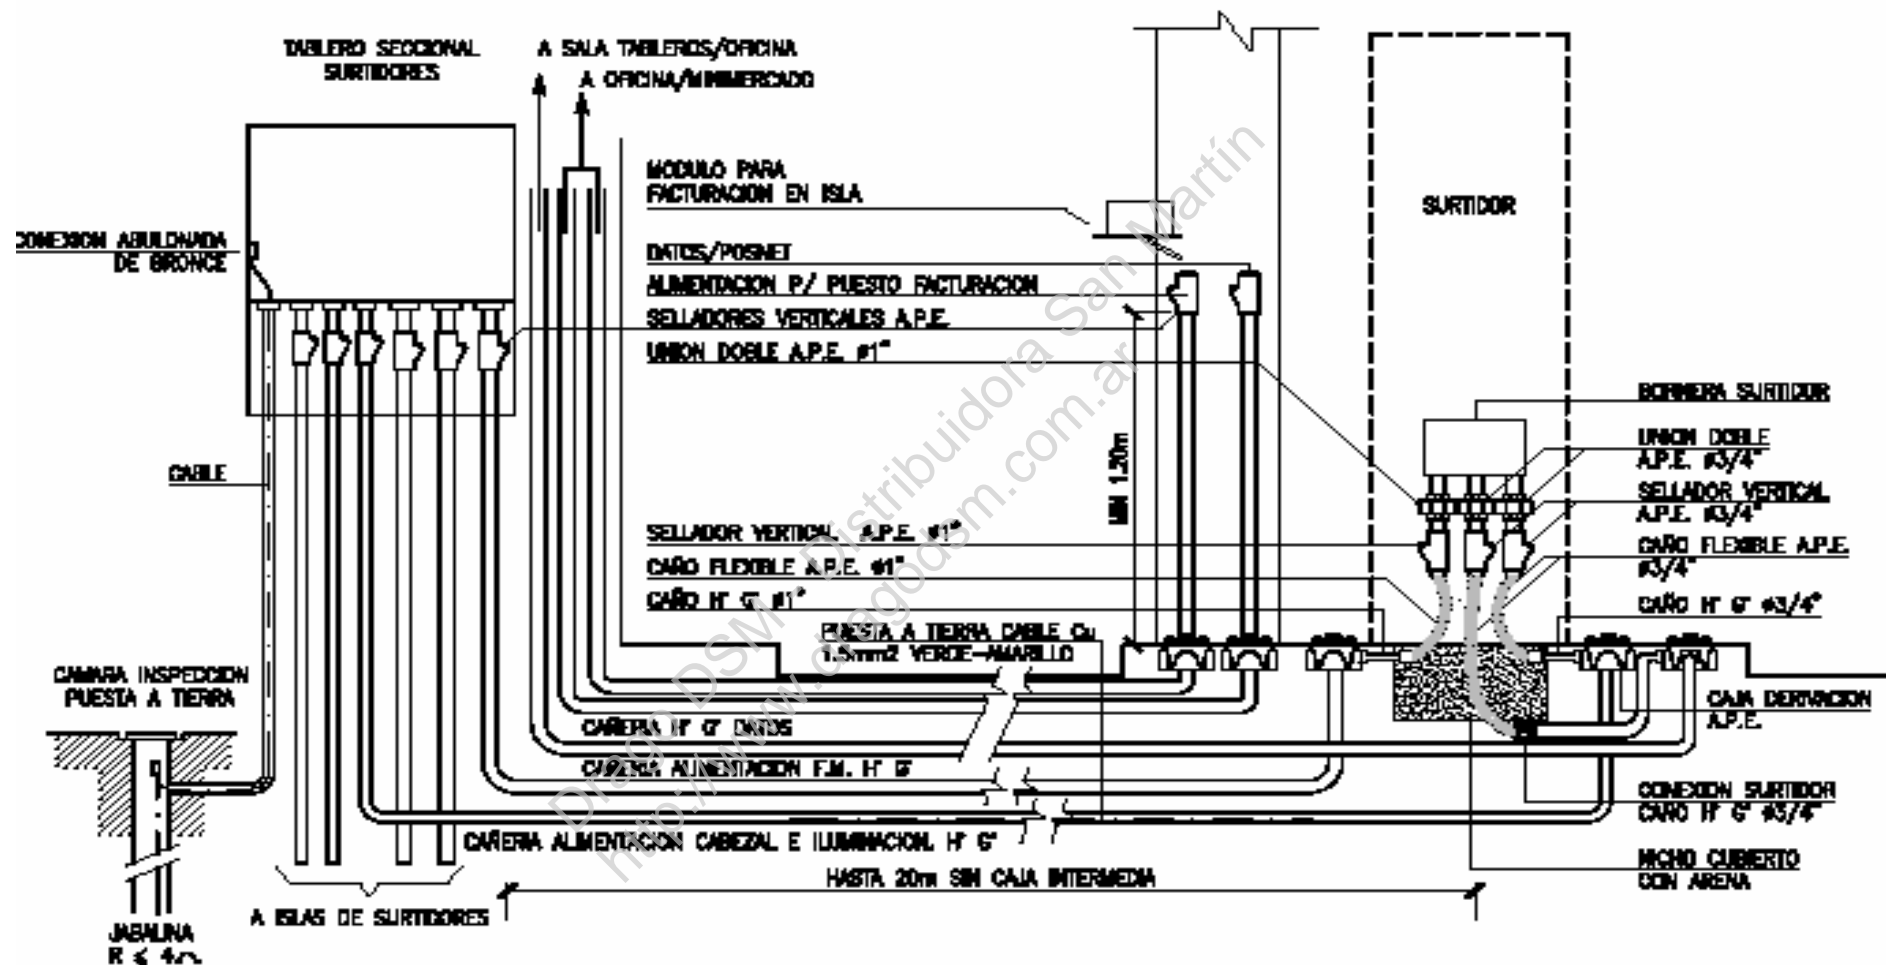 TABLERO SECCIONAL
SURTIDORES
A SALA TABLEROS/OFICINA
A OFICINA/MINIMERCADO
MODULO PARA
FACTURACION EN ISLA
SURTIDOR
CONEXION ABULONADA
DE BRONCE
DATOS/POSNET
ALIMENTACION P/ PUESTO FACTURACION
SELLADORES VERTICALES A.P.E.
UNION DOBLE A.P.E. ø1"
BORNERA SURTIDOR
UNION DOBLE
A.P.E. ø3/4"
CABLE
MIN 1.20m
SELLADOR VERTICAL
A.P.E. ø3/4"
SELLADOR VERTICAL A.P.E. ø1"
CAÑO FLEXIBLE A.P.E.
ø3/4"
CAÑO FLEXIBLE A.P.E. ø1"
CAÑO H° G° ø1"
CAÑO H° G° ø3/4"
PUESTA A TIERRA CABLE Cu
1.5mm2 VERDE-AMARILLO
CAMARA INSPECCION
PUESTA A TIERRA
CAJA DERIVACION
A.P.E.
CAÑERIA H° G° DATOS
CAÑERIA ALIMENTACION F.M. H° G°
CONEXION SURTIDOR
CAÑO H° G° ø3/4"
CAÑERIA ALIMENTACION CABEZAL E ILUMINACION. H° G°
NICHO CUBIERTO
CON ARENA
HASTA 20m SIN CAJA INTERMEDIA
A ISLAS DE SURTIDORES
JABALINA
R ≤ 4
Drago DSM - Distribuidora San Martín
http://www.dragodsm.com.ar